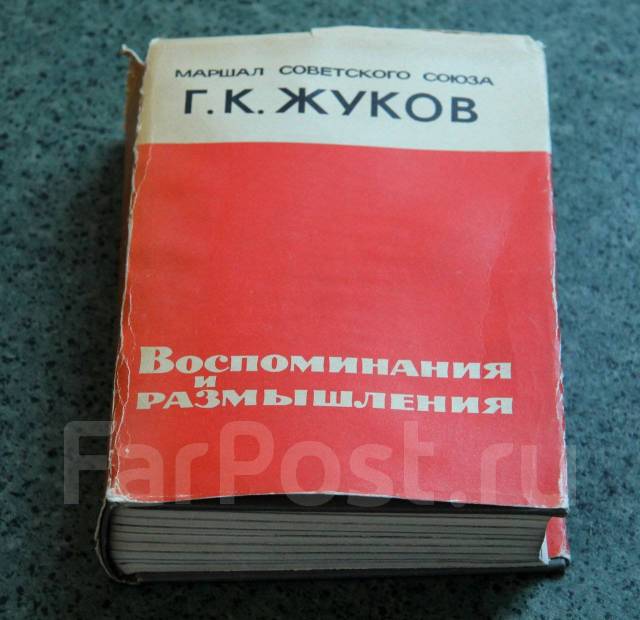 МАРШАЛ СОВЕТСКОГО СОЮЗА
Г.К.ЖУКОВ
Воспоминания
и
размышления
FarPost.ru